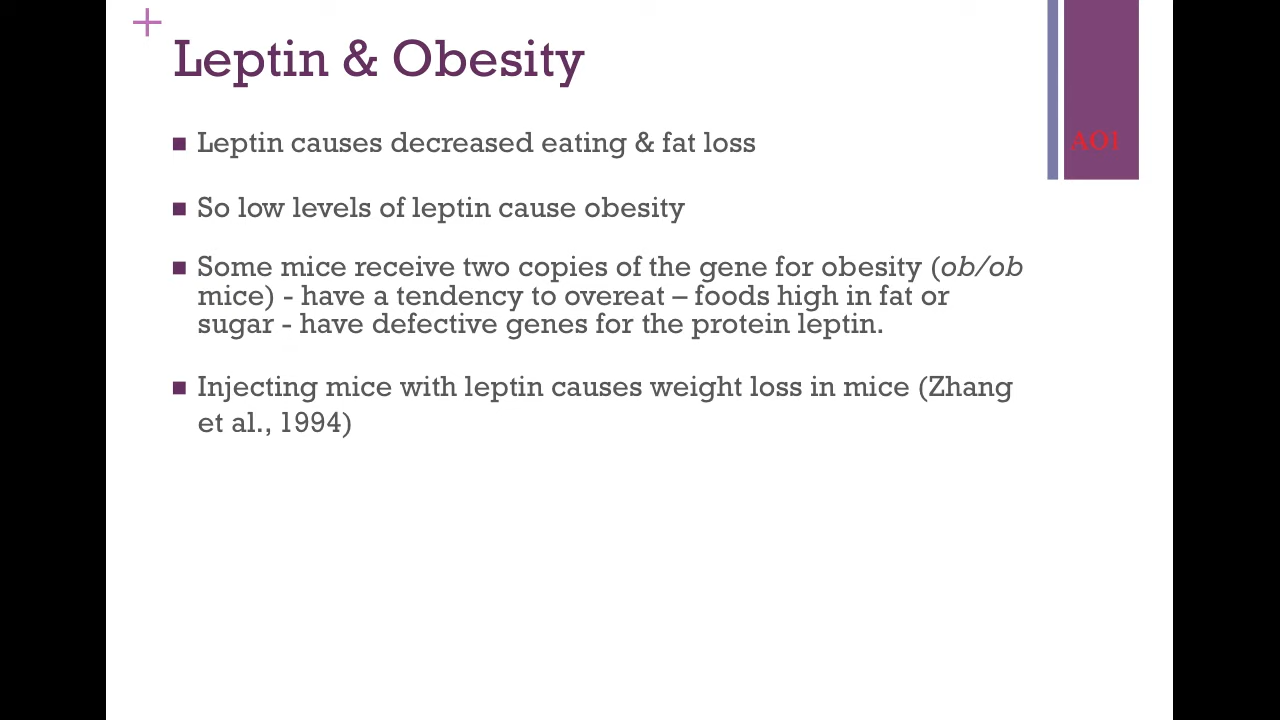 Leptin & Obesity
AO1
Leptin causes decreased eating & fat loss
So low levels of leptin cause obesity
Some mice receive two copies of the gene for obesity (ob/ob
mice) - have a tendency to overeat – foods high in fat or
sugar - have defective genes for the protein leptin.
Injecting mice with leptin causes weight loss in mice (Zhang
et al., 1994)